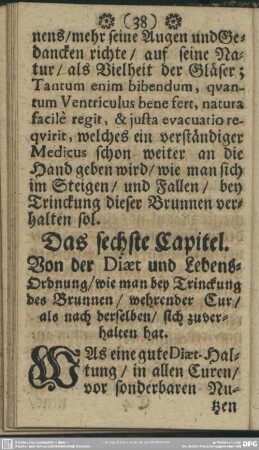 (38)
nens/mehr seine Augen und Ge-
dancken richte/ auf seine Na-
tur/ als Vielheit der Gläser;
Tantum enim bibendum, qvan-
tum Ventriculus bene fert, natura
facilè regit, & justa evacuatio re-
qvirit, welches ein verständiger
Medicus schon weiter an die
Hand geben wird/ wie man sich
im Steigen/ und Fallen/ bey
Trinckung dieser Brunnen ver-
halten sol.
Das sechste Capitel.
Von der Diæt und Lebens-
Ordnung/ wie man bey Trinckung
des Brunnen/ wehrender Cur/
als nach derselben/ sich zuver-
halten hat.
WAs eine gute Diæt-Hal-
tung/ in allen Curen/
vor sonderbaren Nu-
tzen
DFG